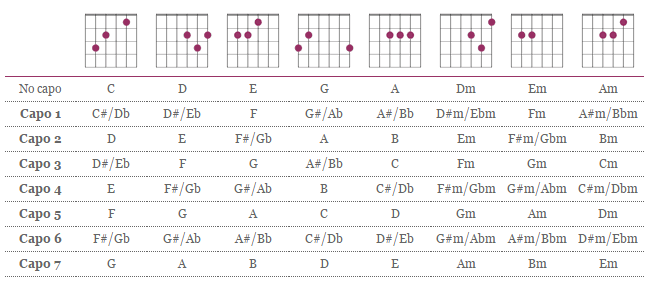 No capo C D E G A Dm Em Am
Capo 1 C#/Db D#/Eb F G#/Ab A#/Bb D#m/Ebm Fm A#m/Bbm
Capo 2 D E F#/Gb A B Em F#m/Gbm Bm
Capo 3 D#/Eb F G A#/Bb C Fm Gm Cm
Capo 4 E F#/Gb G#/Ab B C#/Db F#m/Gbm G#m/Abm C#m/Dbm
Capo 5 F G A C D Gm Am Dm
Capo 6 F#/Gb G#/Ab A#/Bb C#/Db D#/Eb G#m/Abm A#m/Bbm D#m/Ebm
Capo 7 G A B D E Am Bm Em